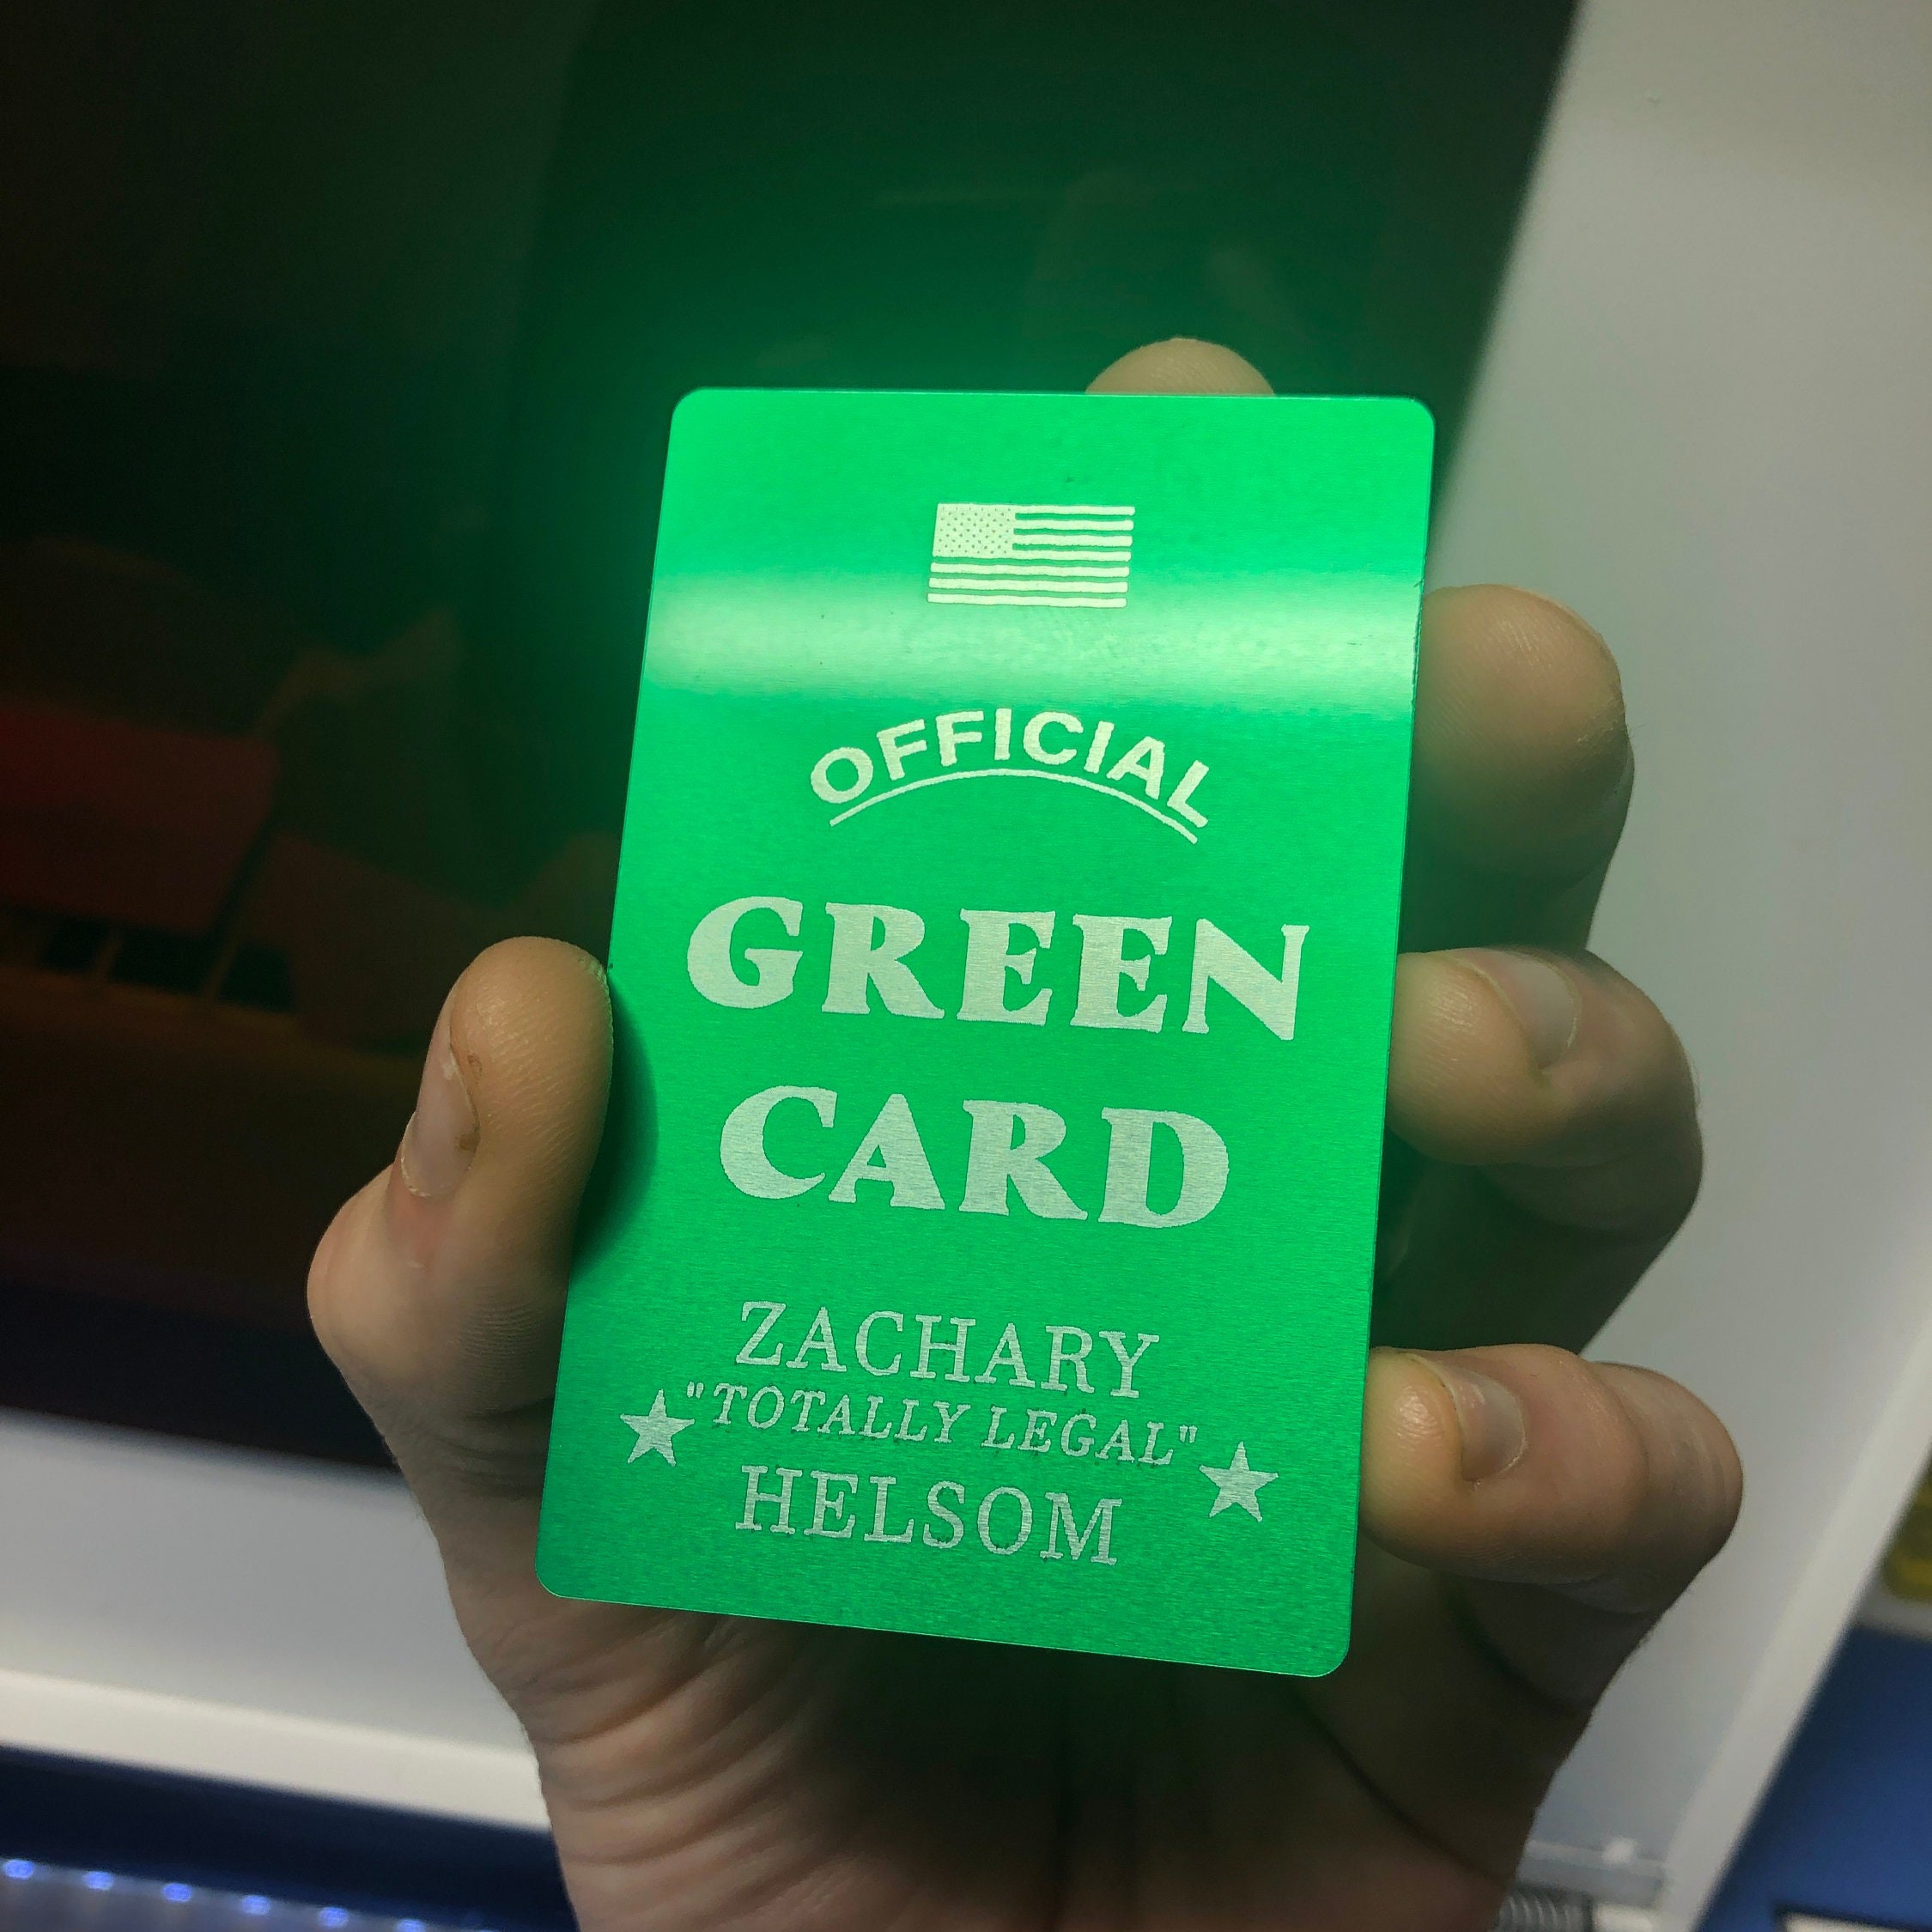 OFFICIAL
GREEN
CARD
ZACHARY
"TOTALLY LEGAL"
HELSOM